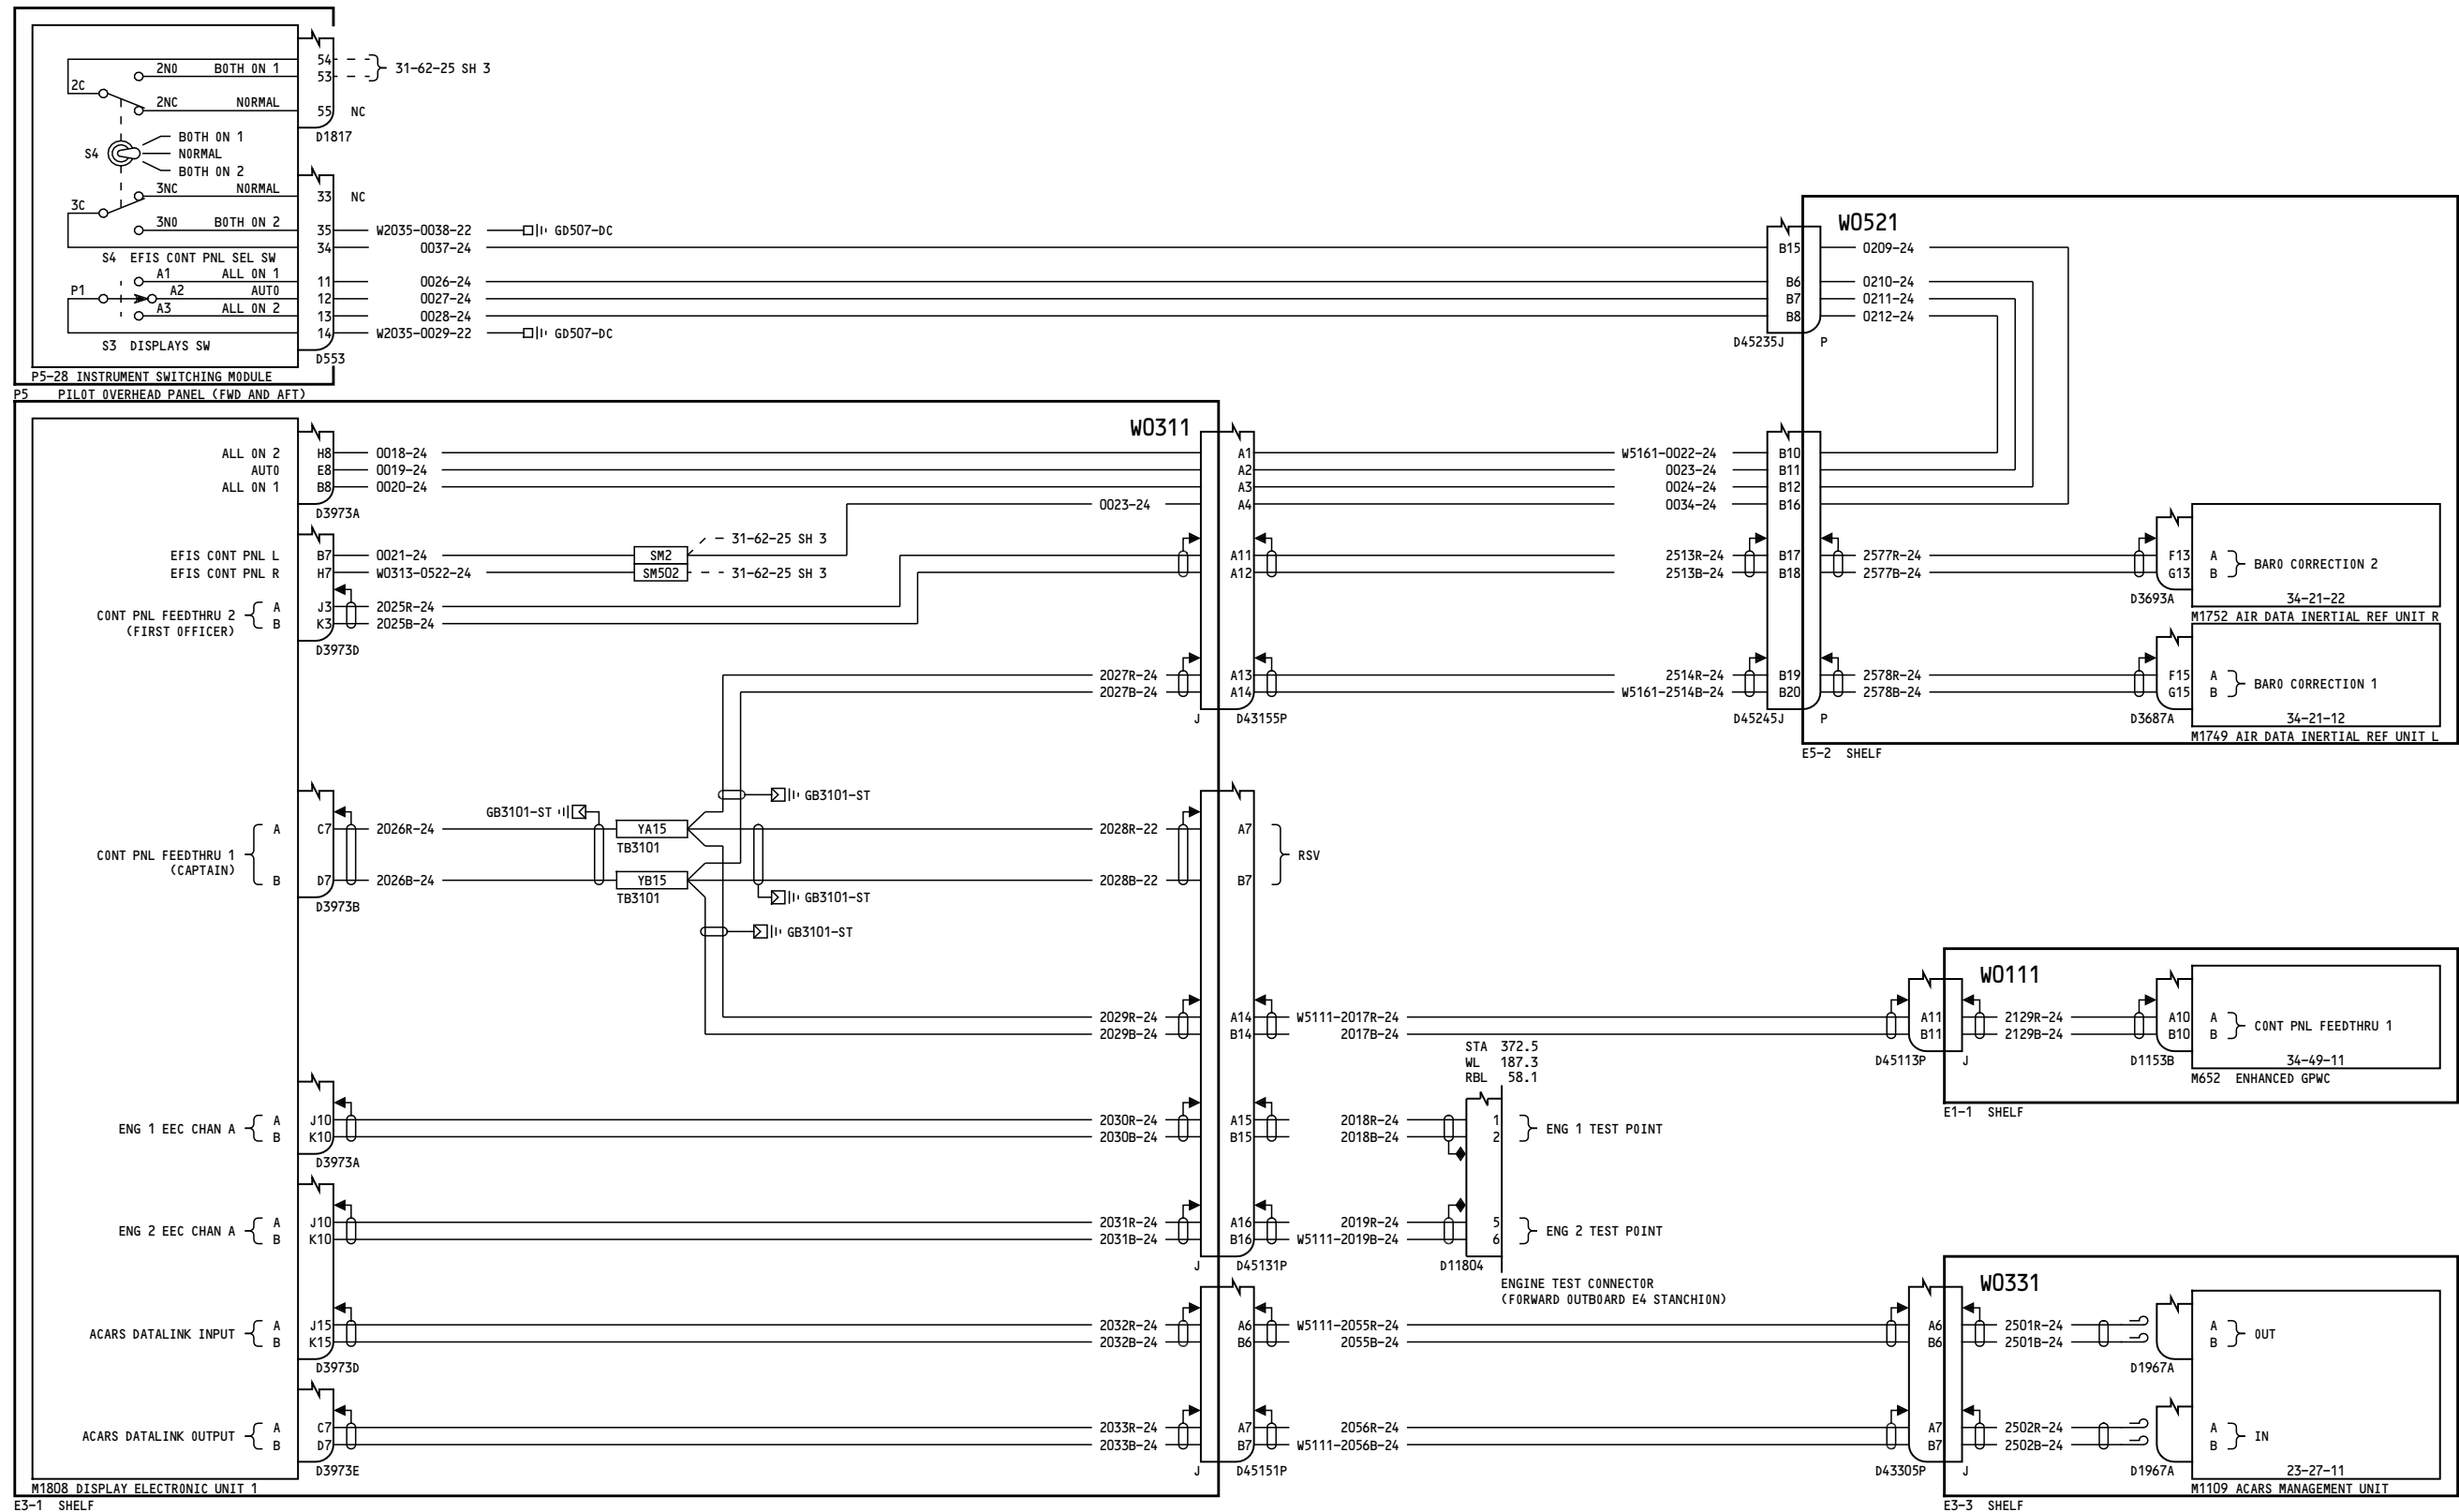 2N0 BOTH ON 1
2C
2NC NORMAL
54
53
31-62-25 SH 3
55 NC
D1817
S4
BOTH ON 1
NORMAL
BOTH ON 2
3NC NORMAL
3C
3N0 BOTH ON 2
33 NC
35 W2035-0038-22 GD507-DC
34 0037-24
S4 EFIS CONT PNL SEL SW
A1 ALL ON 1
P1 A2 AUTO
A3 ALL ON 2
11 0026-24
12 0027-24
13 0028-24
14 W2035-0029-22 GD507-DC
S3 DISPLAYS SW
D553
P5-28 INSTRUMENT SWITCHING MODULE
P5 PILOT OVERHEAD PANEL (FWD AND AFT)
W0521
B15 0209-24
B6 0210-24
B7 0211-24
B8 0212-24
D45235J P
W0311
ALL ON 2 H8 0018-24 A1 W5161-0022-24 B10
AUTO E8 0019-24 A2 0023-24 B11
ALL ON 1 B8 0020-24 A3 0024-24 B12
D3973A 0023-24 A4 0034-24 B16
EFIS CONT PNL L B7 0021-24 SM2 31-62-25 SH 3
EFIS CONT PNL R H7 W0313-0522-24 SM502 31-62-25 SH 3
A11 2513R-24 B17 2577R-24 F13 A
A12 2513B-24 B18 2577B-24 G13 B
BARO CORRECTION 2
D3693A 34-21-22
M1752 AIR DATA INERTIAL REF UNIT R
CONT PNL FEEDTHRU 2
(FIRST OFFICER)
A J3 2025R-24
B K3 2025B-24
D3973D
2027R-24 A13 2514R-24 B19 2578R-24 F15 A
2027B-24 A14 W5161-2514B-24 B20 2578B-24 G15 B
BARO CORRECTION 1
J D43155P D45245J P D3687A 34-21-12
M1749 AIR DATA INERTIAL REF UNIT L
E5-2 SHELF
GB3101-ST
GB3101-ST
CONT PNL FEEDTHRU 1
(CAPTAIN)
A C7 2026R-24 YA15 2028R-22 A7
TB3101
RSV
B D7 2026B-24 YB15 2028B-22 B7
TB3101
D3973B
GB3101-ST
GB3101-ST
W0111
2029R-24 A14 W5111-2017R-24 A11 2129R-24 A10 A
2029B-24 B14 2017B-24 B11 2129B-24 B10 B
CONT PNL FEEDTHRU 1
D45113P J D1153B 34-49-11
M652 ENHANCED GPWC
E1-1 SHELF
STA 372.5
WL 187.3
RBL 58.1
ENG 1 EEC CHAN A
A J10 2030R-24 A15 2018R-24 1
B K10 2030B-24 B15 2018B-24 2
ENG 1 TEST POINT
D3973A
ENG 2 EEC CHAN A
A J10 2031R-24 A16 2019R-24 5
B K10 2031B-24 B16 W5111-2019B-24 6
ENG 2 TEST POINT
J D45131P D11804
ENGINE TEST CONNECTOR
(FORWARD OUTBOARD E4 STANCHION)
W0331
ACARS DATALINK INPUT
A J15 2032R-24 A6 W5111-2055R-24 A6 2501R-24 A
B K15 2032B-24 B6 2055B-24 B6 2501B-24 B
OUT
D3973D D1967A
ACARS DATALINK OUTPUT
A C7 2033R-24 A7 2056R-24 A7 2502R-24 A
B D7 2033B-24 B7 W5111-2056B-24 B7 2502B-24 B
IN
D3973E J D45151P D43305P J D1967A 23-27-11
M1808 DISPLAY ELECTRONIC UNIT 1
M1109 ACARS MANAGEMENT UNIT
E3-1 SHELF
E3-3 SHELF